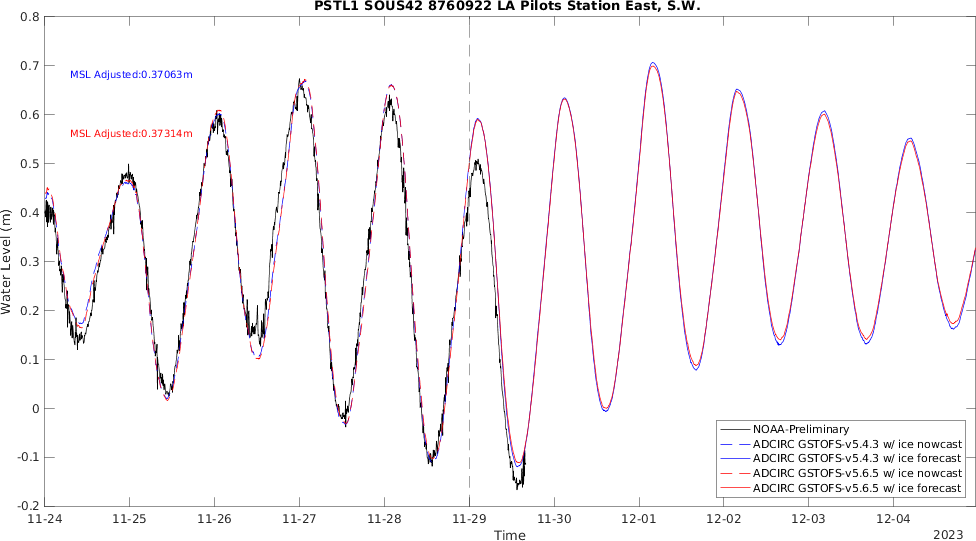 PSTL1 SOUS42 8760922 LA Pilots Station East, S.W.
0.8
0.7
0.6
0.5
0.4
0.3
0.2
0.1
0
-0.1
-0.2
Water Level (m)
MSL Adjusted:0.37063m
MSL Adjusted:0.37314m
NOAA-Preliminary
ADCIRC GSTOFS-v5.4.3 w/ ice nowcast
ADCIRC GSTOFS-v5.4.3 w/ ice forecast
ADCIRC GSTOFS-v5.6.5 w/ ice nowcast
ADCIRC GSTOFS-v5.6.5 w/ ice forecast
11-24 11-25 11-26 11-27 11-28 11-29 11-30 12-01 12-02 12-03 12-04
Time
2023